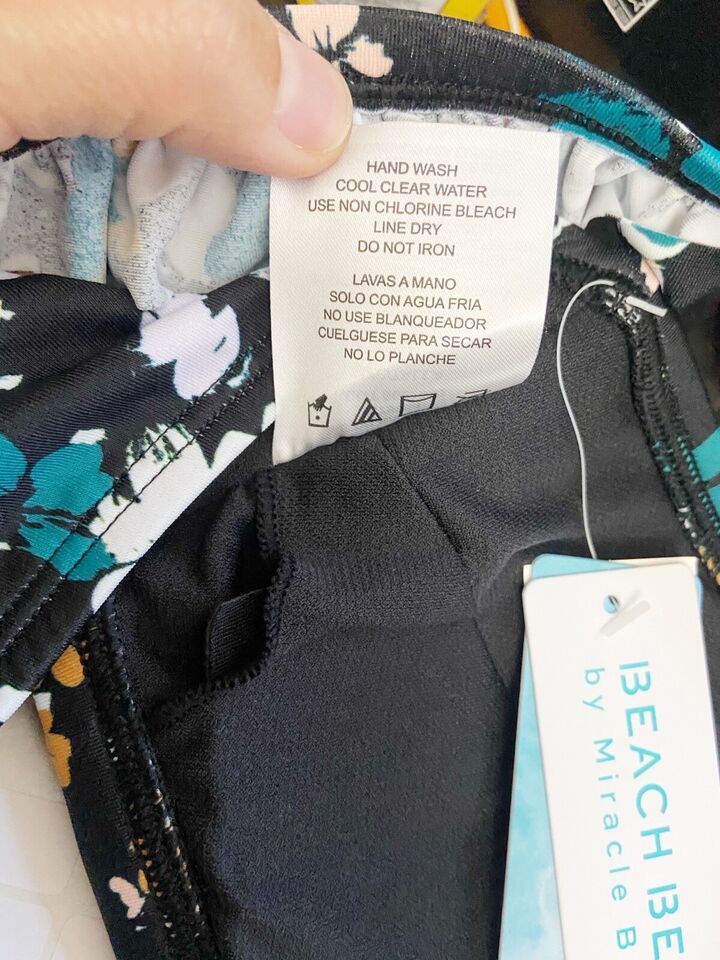 HAND WASH
COOL CLEAR WATER
USE NON CHLORINE BLEACH
LINE DRY
DO NOT IRON
LAVAS A MANO
SOLO CON AGUA FRIA
NO USE BLANQUEADOR
CUELGUESE PARA SECAR
NO LO PLANCHE
BEACH BE
by Miracle B